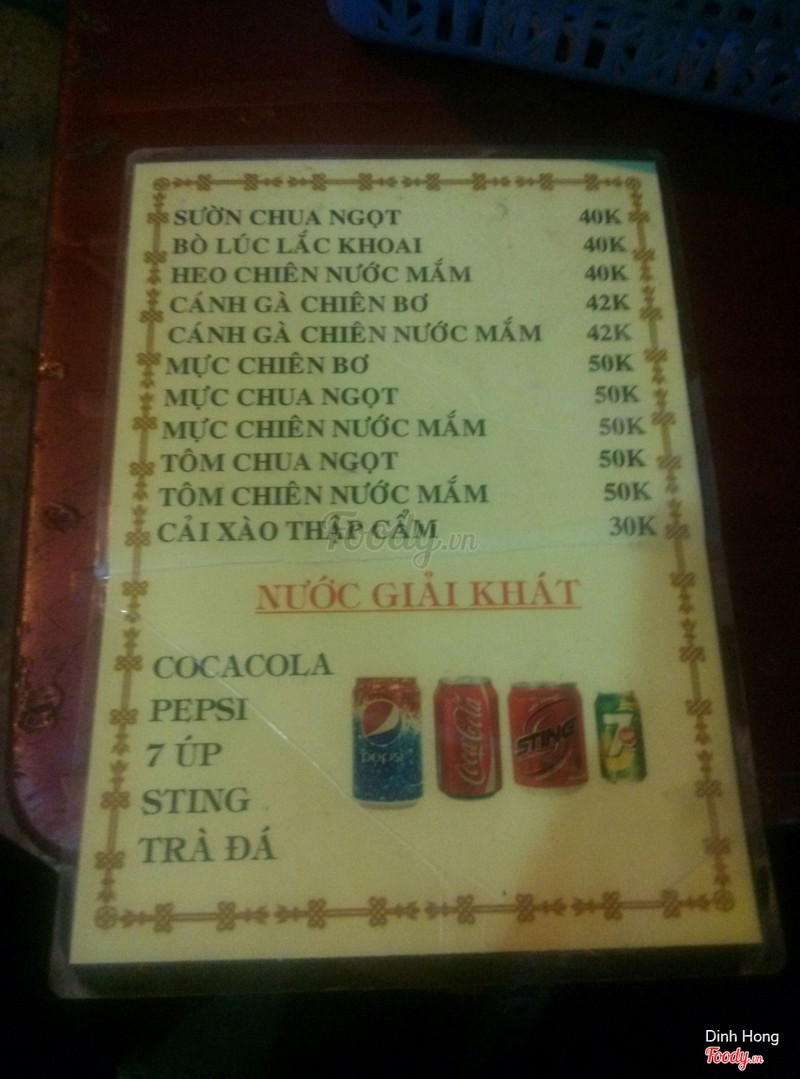 SƯỜN CHUA NGỌT 40K
BÒ LÚC LẮC KHOAI 40K
HEO CHIÊN NƯỚC MẮM 40K
CÁNH GÀ CHIÊN BƠ 42K
CÁNH GÀ CHIÊN NƯỚC MẮM 42K
MỰC CHIÊN BƠ 50K
MỰC CHUA NGỌT 50K
MỰC CHIÊN NƯỚC MẮM 50K
TÔM CHUA NGỌT 50K
TÔM CHIÊN NƯỚC MẮM 50K
CẢI XÀO THẬP CẨM 30K
Foody.vn
NƯỚC GIẢI KHÁT
COCACOLA
PEPSI
7 ÚP
STING
TRÀ ĐÁ
pepsi
Coca-Cola
STING
7
Dinh Hong
Foody.vn